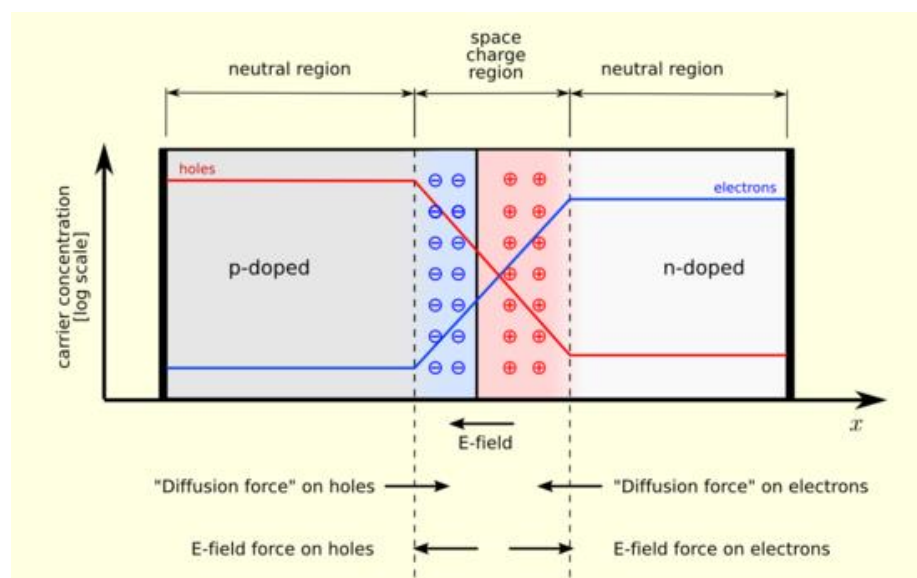 space
charge
region
neutral region
neutral region
holes
electrons
p-doped
n-doped
carrier concentration
[log scale]
⊖ ⊖ ⊕ ⊕
⊖ ⊖ ⊕ ⊕
⊖ ⊖ ⊕ ⊕
⊖ ⊖ ⊕ ⊕
⊖ ⊖ ⊕ ⊕
⊖ ⊖ ⊕ ⊕
⊖ ⊖ ⊕ ⊕
x
E-field
"Diffusion force" on holes
"Diffusion force" on electrons
E-field force on holes
E-field force on electrons